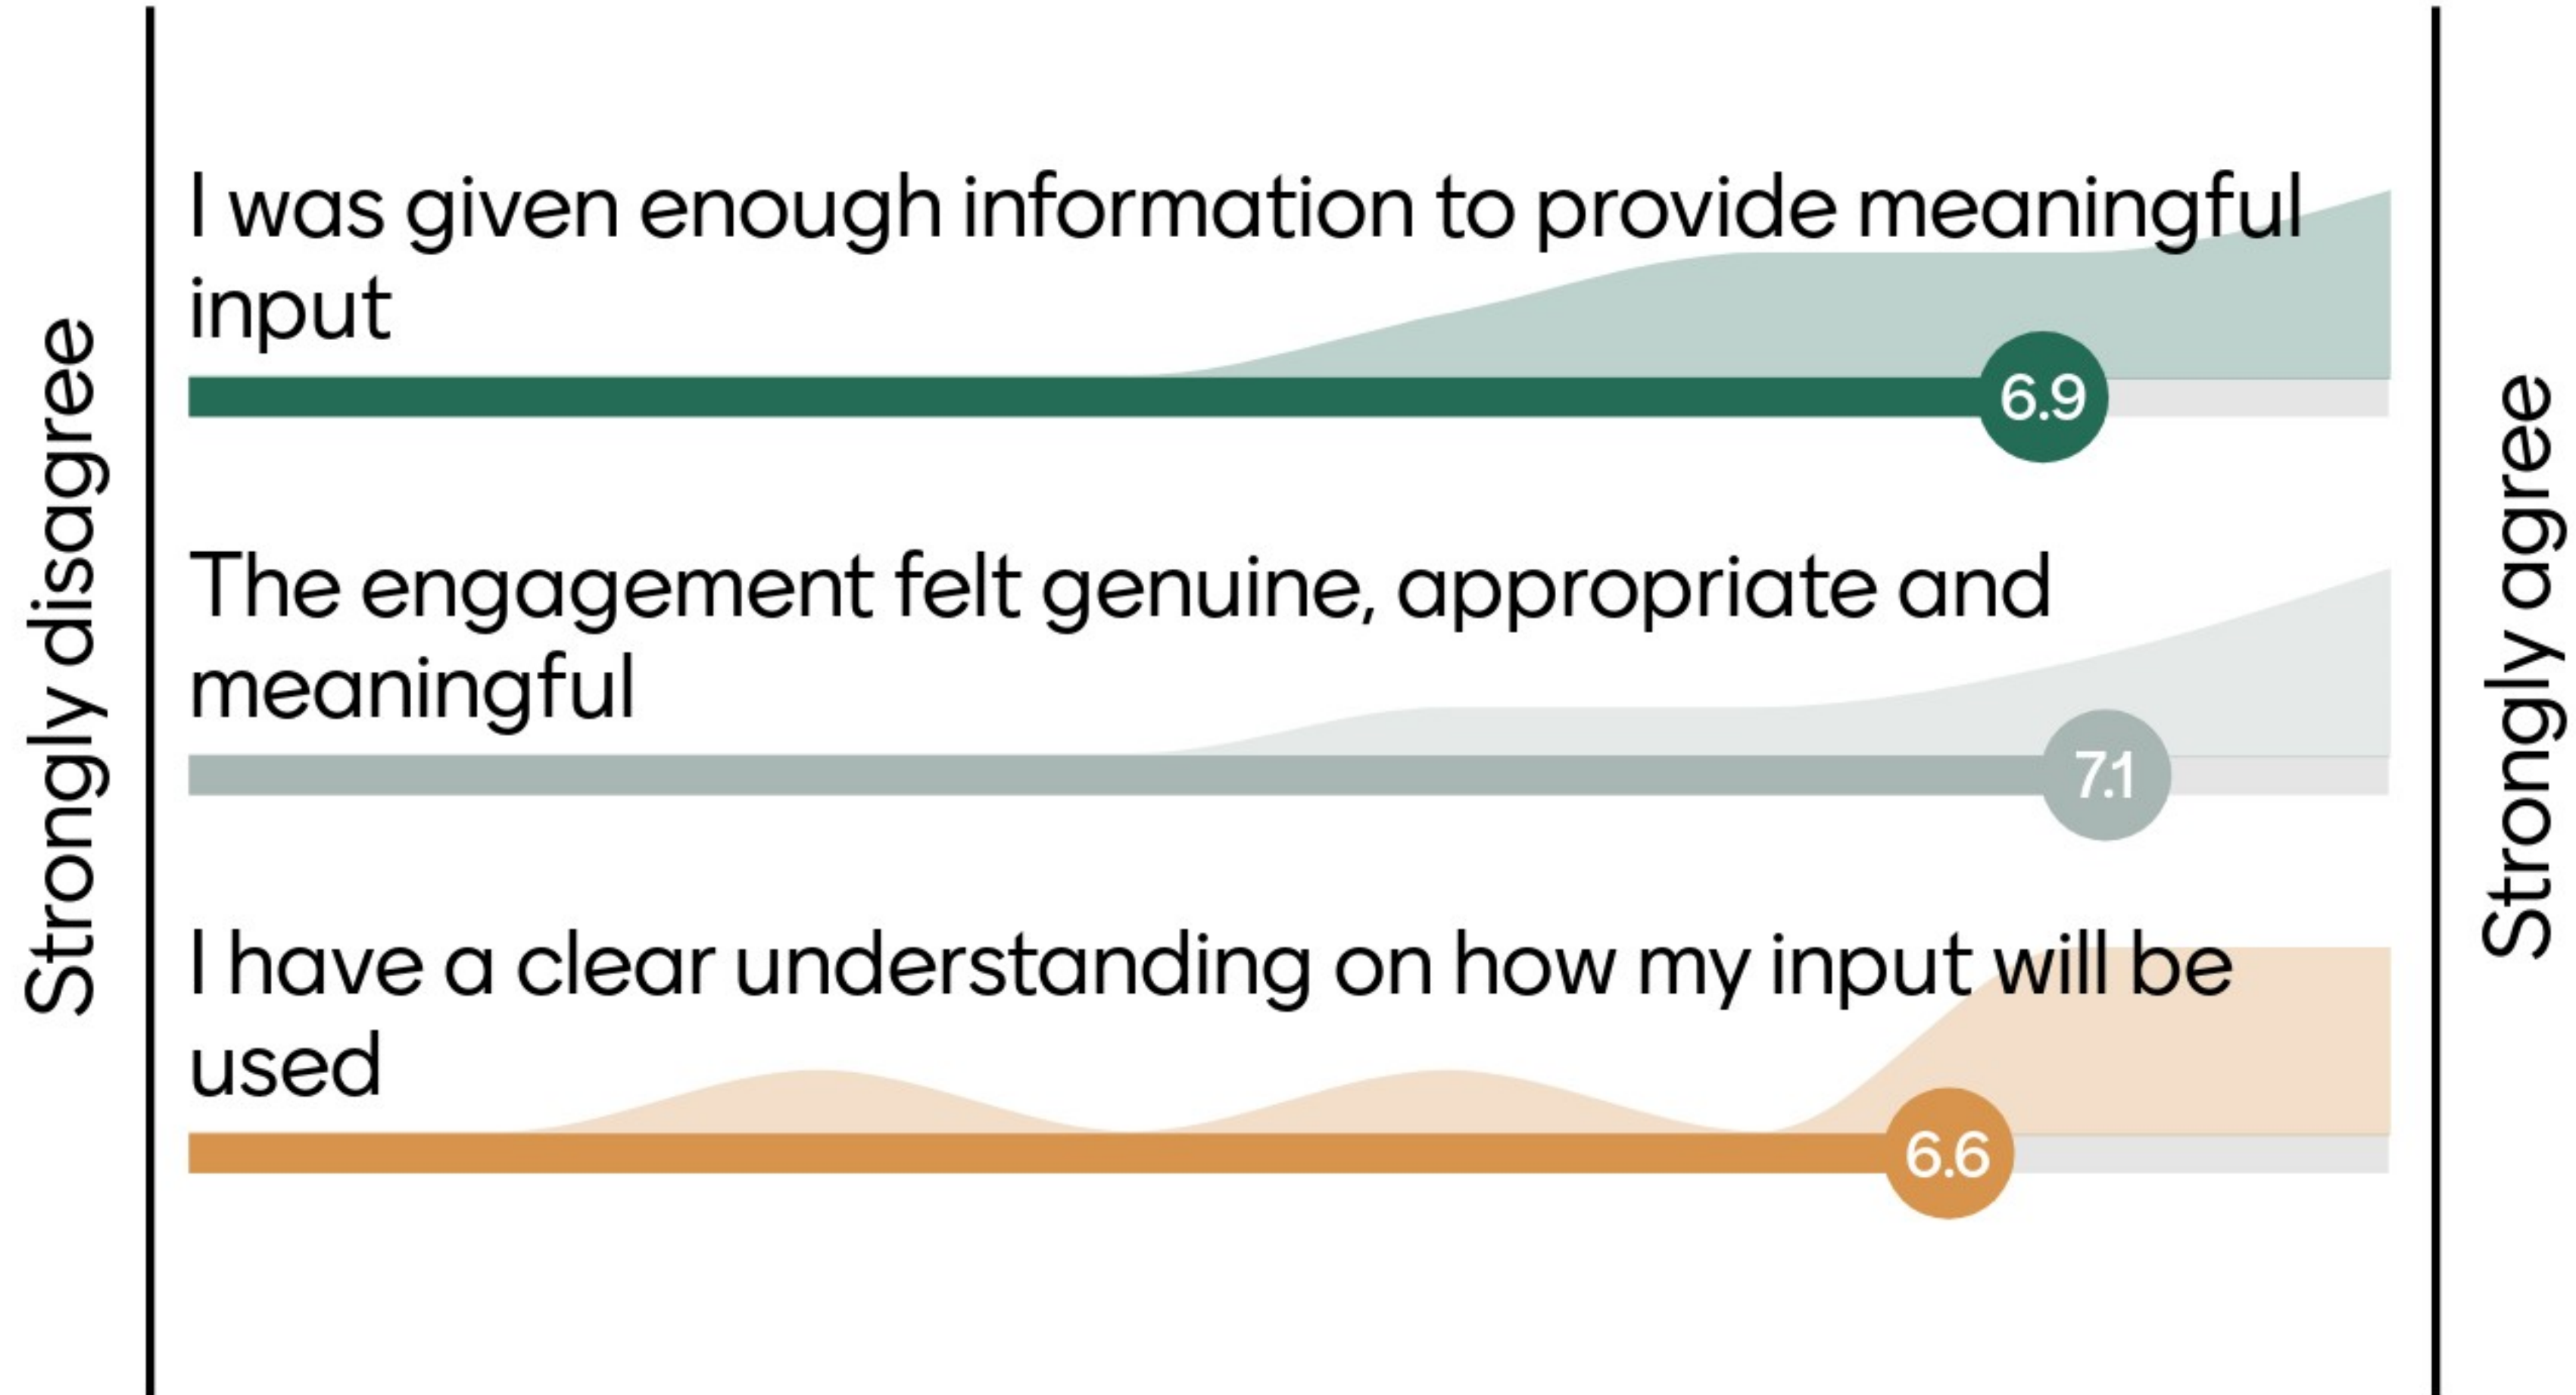 Strongly disagree
I was given enough information to provide meaningful
input
6.9
The engagement felt genuine, appropriate and
meaningful
7.1
I have a clear understanding on how my input will be
used
6.6
Strongly agree